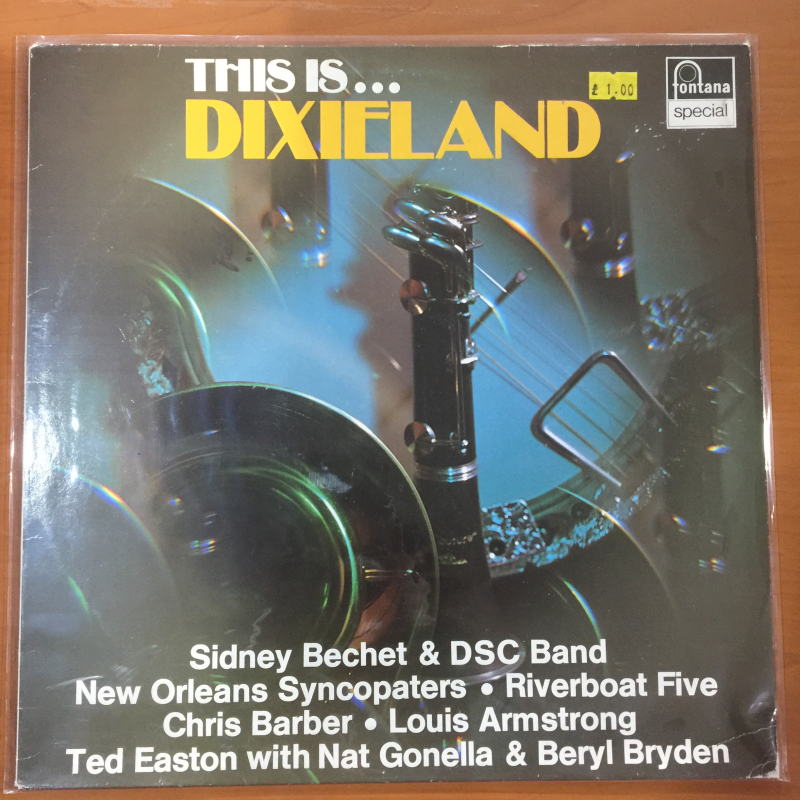 THIS IS...
DIXIELAND
£ 1.00
fontana
special
Sidney Bechet & DSC Band
New Orleans Syncopaters • Riverboat Five
Chris Barber • Louis Armstrong
Ted Easton with Nat Gonella & Beryl Bryden